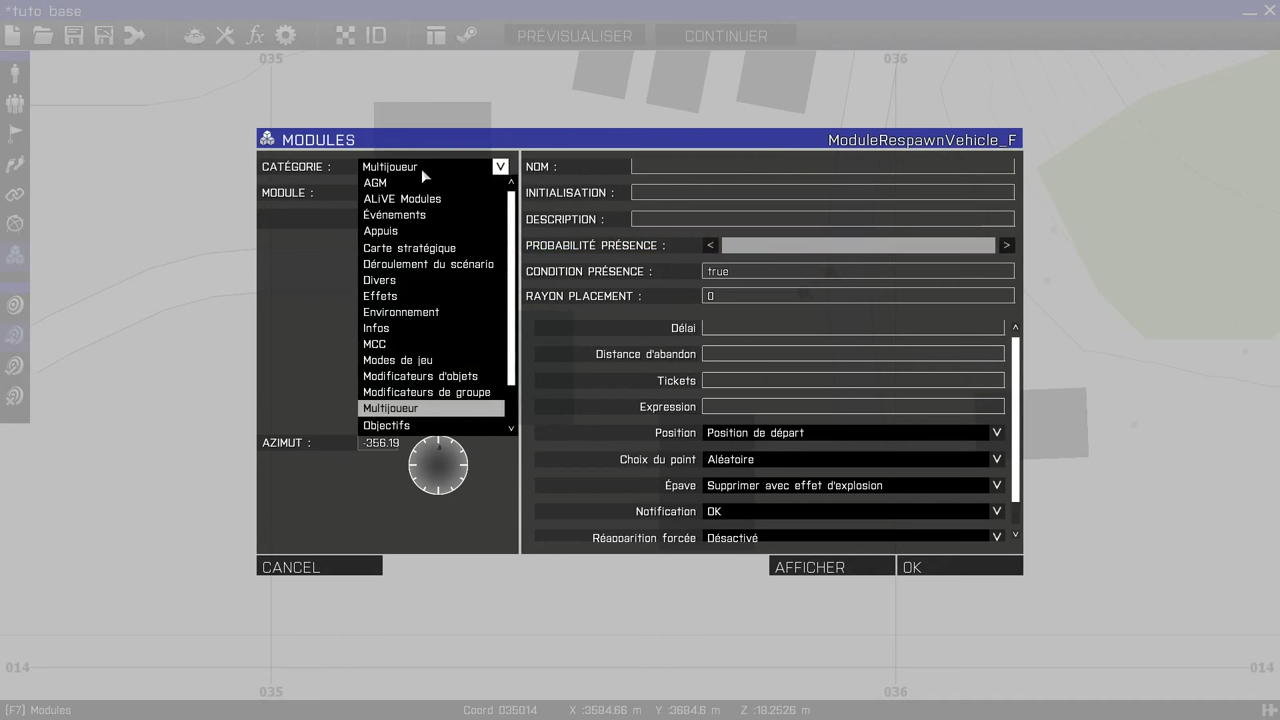 *tuto base
ID
PRÉVISUALISER
CONTINUER
035
036
MODULES
ModuleRespawnVehicle_F
CATÉGORIE :
Multijoueur
MODULE :
AGM
ALiVE Modules
Événements
Appuis
Carte stratégique
Déroulement du scénario
Divers
Effets
Environnement
Infos
MCC
Modes de jeu
Modificateurs d'objets
Modificateurs de groupe
Multijoueur
Objectifs
AZIMUT :
-356.19
NOM :
INITIALISATION :
DESCRIPTION :
PROBABILITÉ PRÉSENCE :
<
>
CONDITION PRÉSENCE :
true
RAYON PLACEMENT :
0
Délai
Distance d'abandon
Tickets
Expression
Position
Position de départ
Choix du point
Aléatoire
Épave
Supprimer avec effet d'explosion
Notification
OK
Réapparition forcée
Désactivé
CANCEL
AFFICHER
OK
014
014
035
036
(F7) Modules
Coord 035014
X :3584.66 m
Y :3684.6 m
Z :18.2526 m